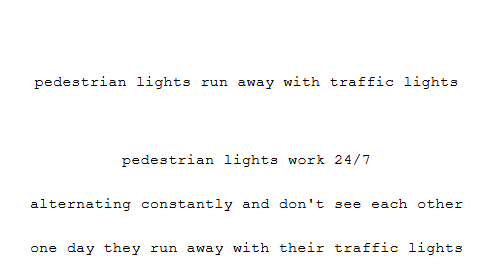 pedestrian lights run away with traffic lights
pedestrian lights work 24/7
alternating constantly and don't see each other
one day they run away with their traffic lights